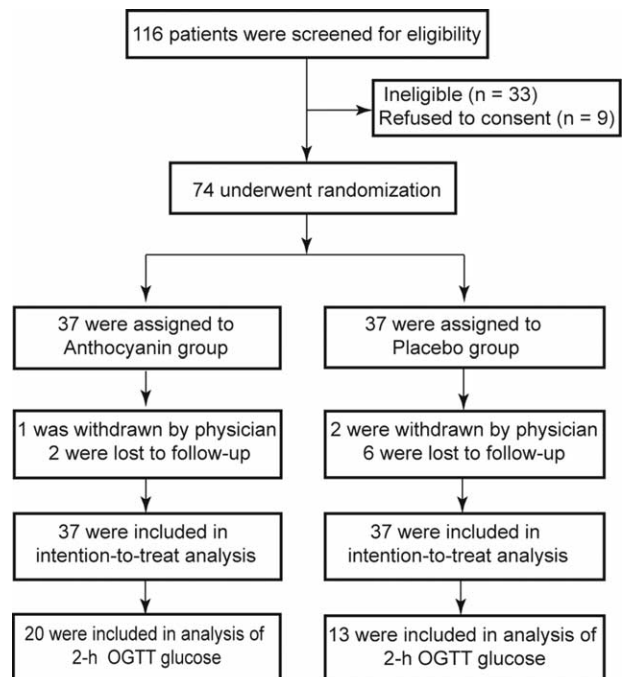 116 patients were screened for eligibility
Ineligible (n = 33)
Refused to consent (n = 9)
74 underwent randomization
37 were assigned to
Anthocyanin group
37 were assigned to
Placebo group
1 was withdrawn by physician
2 were lost to follow-up
2 were withdrawn by physician
6 were lost to follow-up
37 were included in
intention-to-treat analysis
37 were included in
intention-to-treat analysis
20 were included in analysis of
2-h OGTT glucose
13 were included in analysis of
2-h OGTT glucose